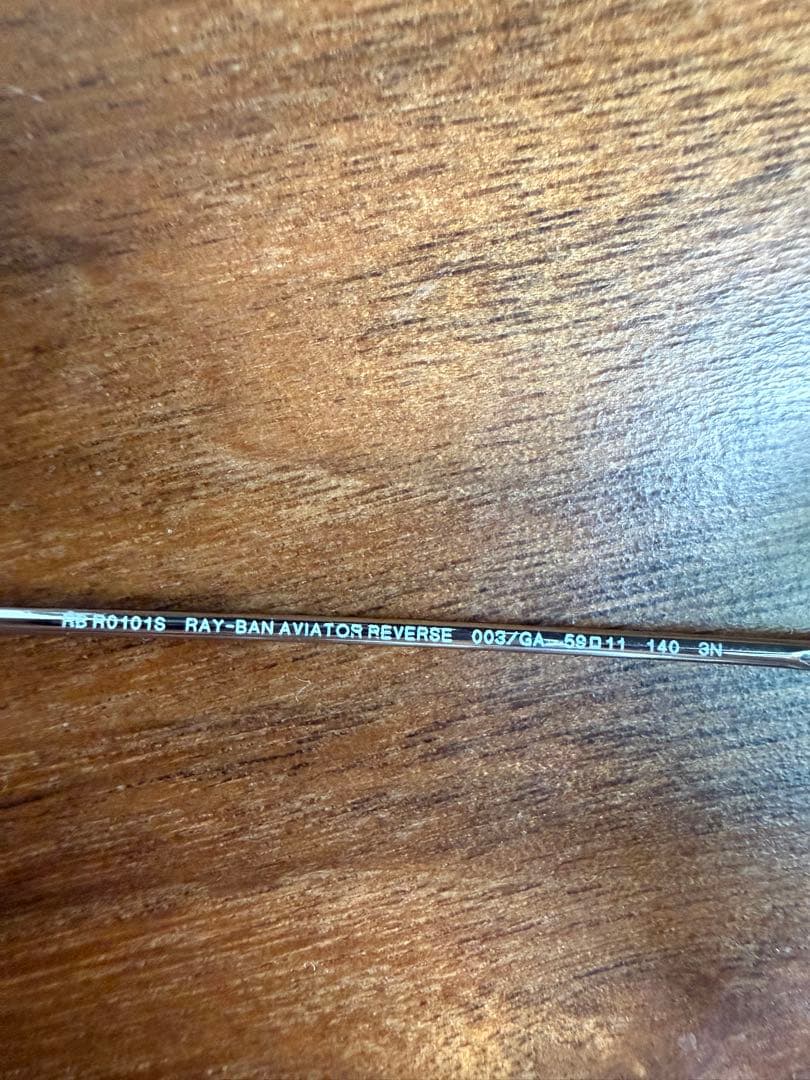 RB R0101S RAY-BAN AVIATOR REVERSE 003/GA 59□11 140 3N